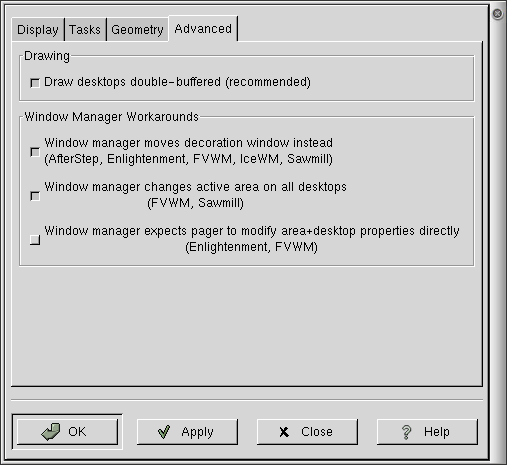 Display Tasks Geometry Advanced
Drawing
Draw desktops double-buffered (recommended)
Window Manager Workarounds
Window manager moves decoration window instead
(AfterStep, Enlightenment, FVWM, IceWM, Sawmill)
Window manager changes active area on all desktops
(FVWM, Sawmill)
Window manager expects pager to modify area+desktop properties directly
(Enlightenment, FVWM)
OK Apply Close Help